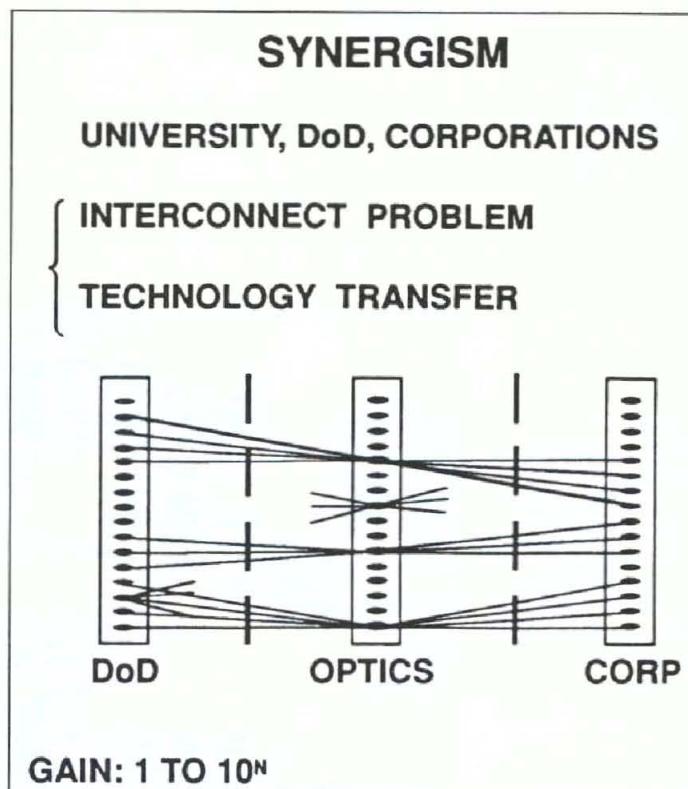 SYNERGISM
UNIVERSITY, DoD, CORPORATIONS
INTERCONNECT PROBLEM
TECHNOLOGY TRANSFER
DoD OPTICS CORP
GAIN: 1 TO 10ᴺ